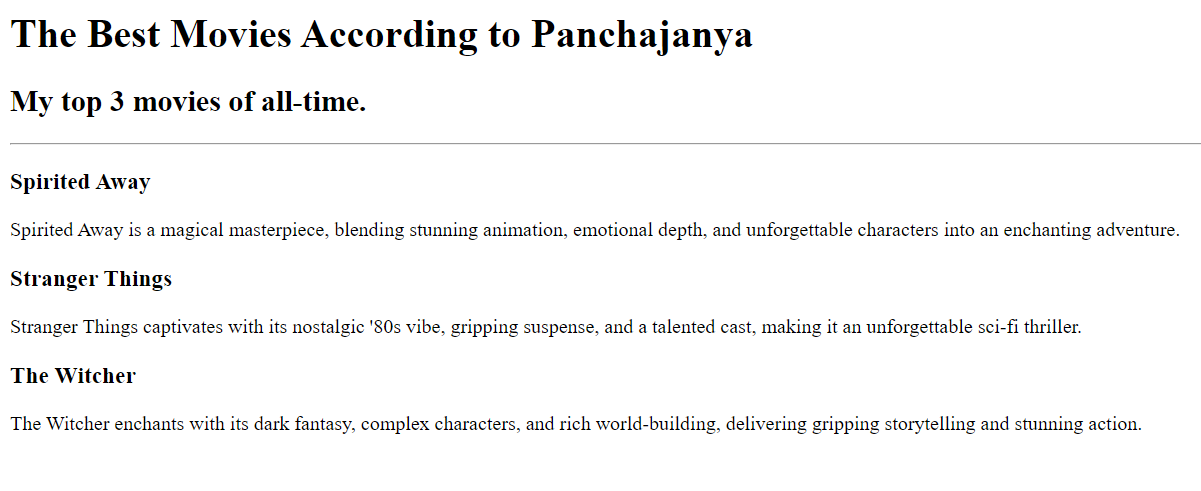 The Best Movies According to Panchajanya
My top 3 movies of all-time.
Spirited Away
Spirited Away is a magical masterpiece, blending stunning animation, emotional depth, and unforgettable characters into an enchanting adventure.
Stranger Things
Stranger Things captivates with its nostalgic '80s vibe, gripping suspense, and a talented cast, making it an unforgettable sci-fi thriller.
The Witcher
The Witcher enchants with its dark fantasy, complex characters, and rich world-building, delivering gripping storytelling and stunning action.